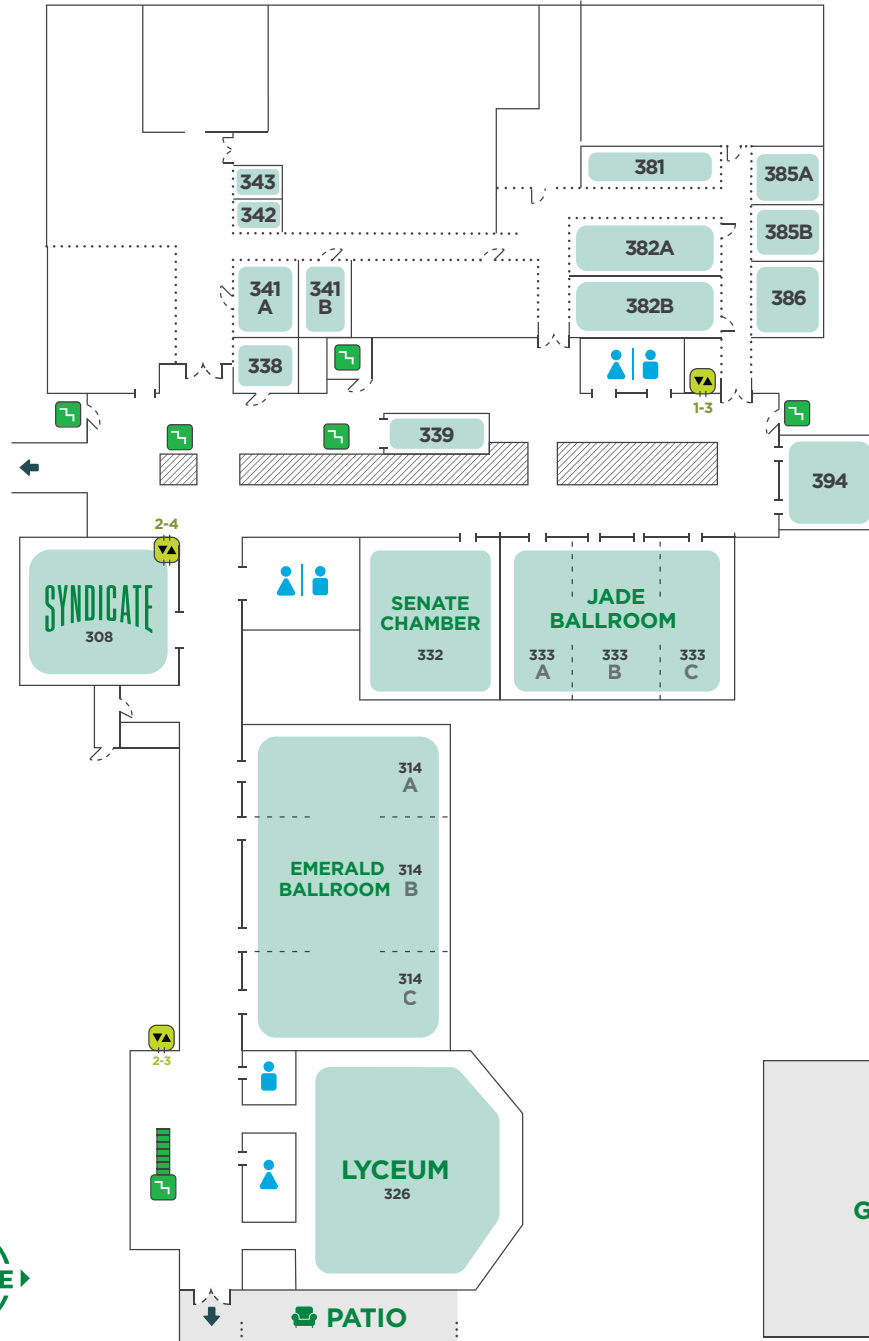 381
385A
343
342
385B
382A
341
A
341
B
386
382B
338
1-3
339
394
2-4
SYNDICATE
308
SENATE
CHAMBER
332
JADE
BALLROOM
333
A
333
B
333
C
314
A
EMERALD
BALLROOM
314
B
314
C
2-3
LYCEUM
326
G
E
PATIO